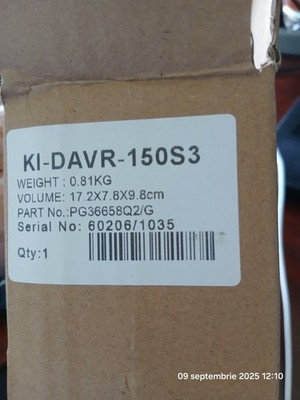 KI-DAVR-150S3
WEIGHT : 0.81KG
VOLUME: 17.2X7.8X9.8cm
PART No.:PG36658Q2/G
Serial No: 60206/1035
Qty:1
09 septembrie 2025 12:10